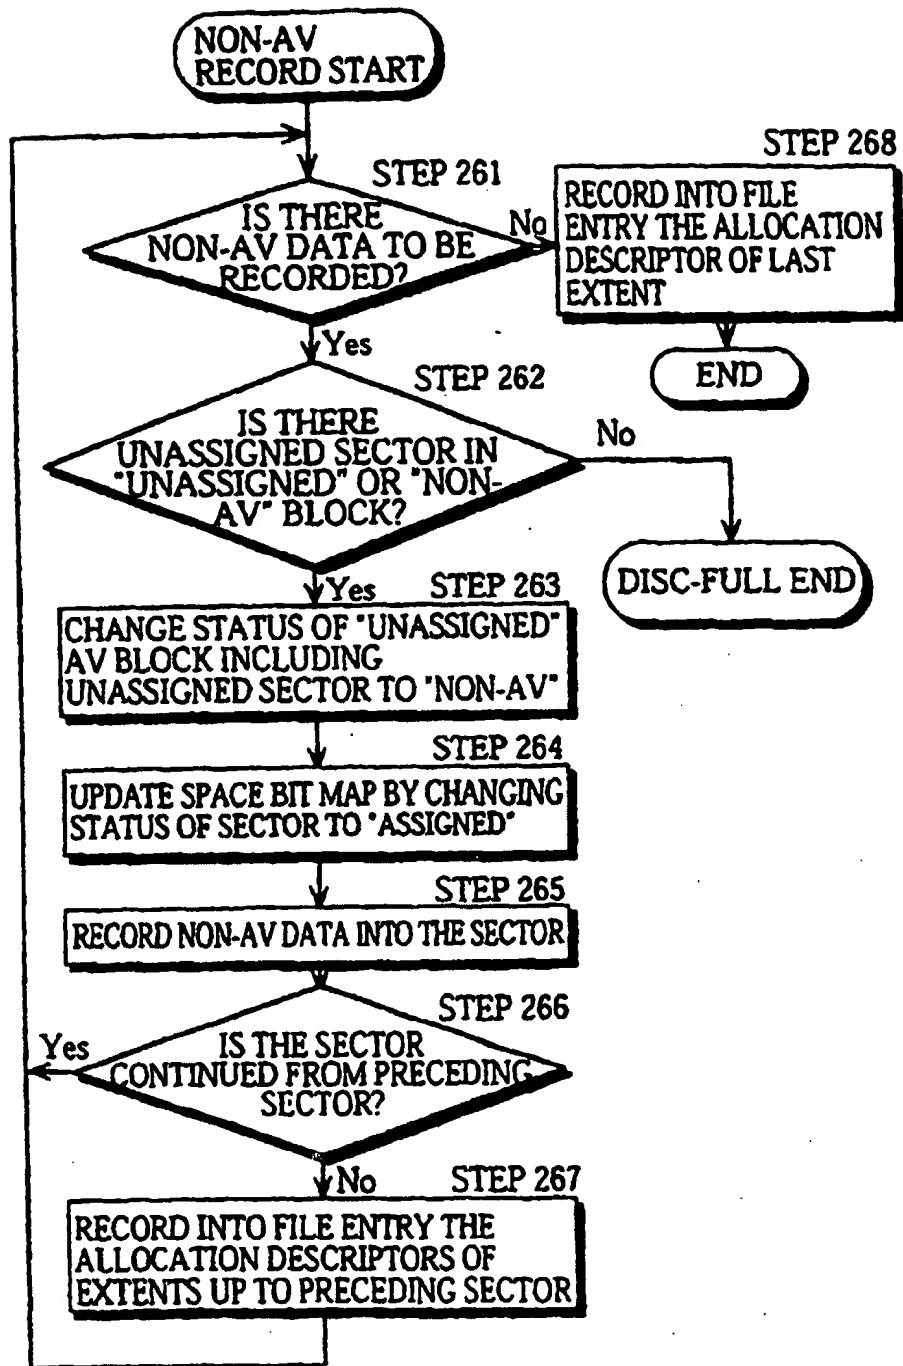 NON-AV
RECORD START
STEP 261
IS THERE
NON-AV DATA TO BE
RECORDED?
No
STEP 268
RECORD INTO FILE
ENTRY THE ALLOCATION
DESCRIPTOR OF LAST
EXTENT
END
Yes
STEP 262
IS THERE
UNASSIGNED SECTOR IN
"UNASSIGNED" OR "NON-
AV" BLOCK?
No
DISC-FULL END
Yes
STEP 263
CHANGE STATUS OF "UNASSIGNED"
AV BLOCK INCLUDING
UNASSIGNED SECTOR TO "NON-AV"
STEP 264
UPDATE SPACE BIT MAP BY CHANGING
STATUS OF SECTOR TO "ASSIGNED"
STEP 265
RECORD NON-AV DATA INTO THE SECTOR
STEP 266
Yes
IS THE SECTOR
CONTINUED FROM PRECEDING
SECTOR?
No
STEP 267
RECORD INTO FILE ENTRY THE
ALLOCATION DESCRIPTORS OF
EXTENTS UP TO PRECEDING SECTOR